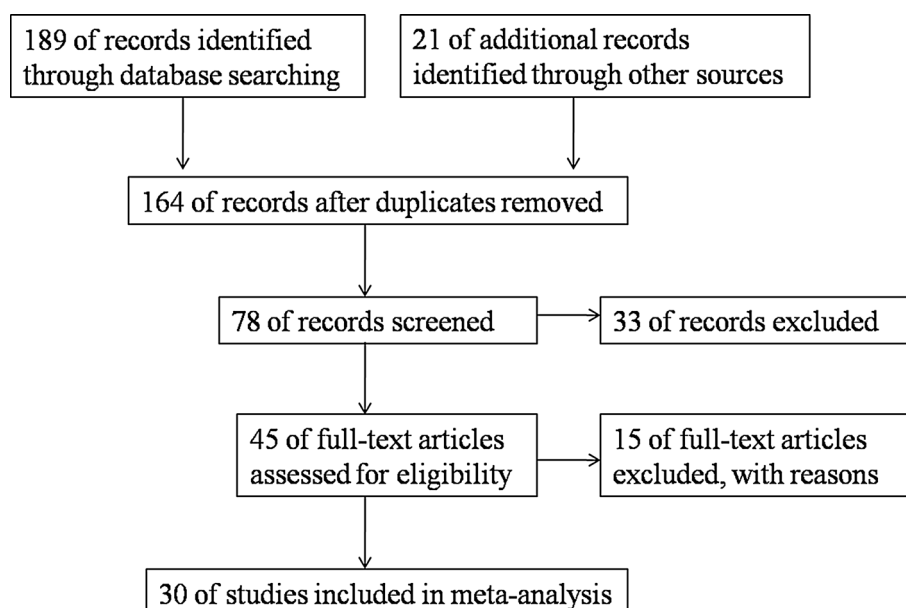 189 of records identified
through database searching
21 of additional records
identified through other sources
164 of records after duplicates removed
78 of records screened
33 of records excluded
45 of full-text articles
assessed for eligibility
15 of full-text articles
excluded, with reasons
30 of studies included in meta-analysis